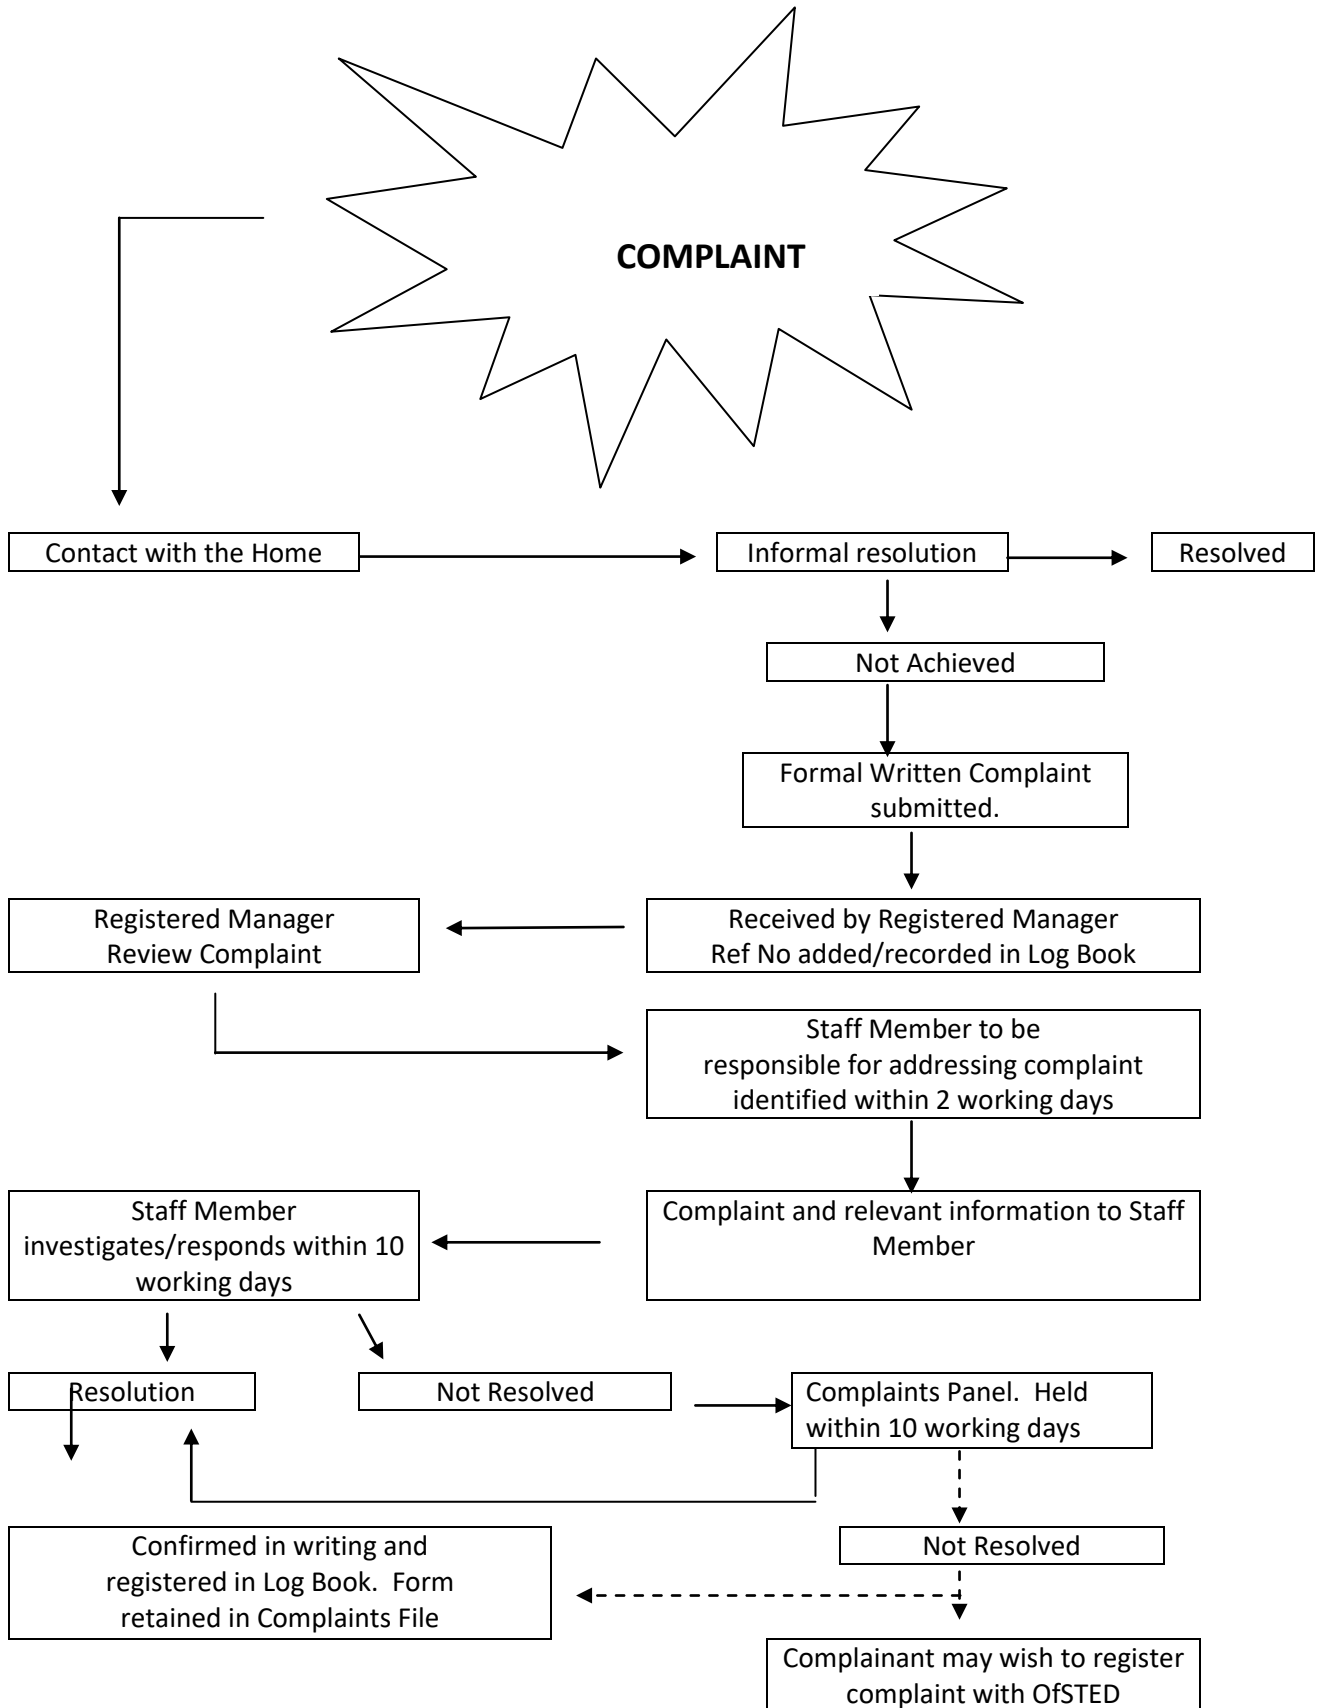 COMPLAINT
Contact with the Home
Informal resolution
Resolved
Not Achieved
Formal Written Complaint
submitted.
Registered Manager
Review Complaint
Received by Registered Manager
Ref No added/recorded in Log Book
Staff Member to be
responsible for addressing complaint
identified within 2 working days
Staff Member
investigates/responds within 10
working days
Complaint and relevant information to Staff
Member
Resolution
Not Resolved
Complaints Panel.  Held
within 10 working days
Confirmed in writing and
registered in Log Book.  Form
retained in Complaints File
Not Resolved
Complainant may wish to register
complaint with OfSTED